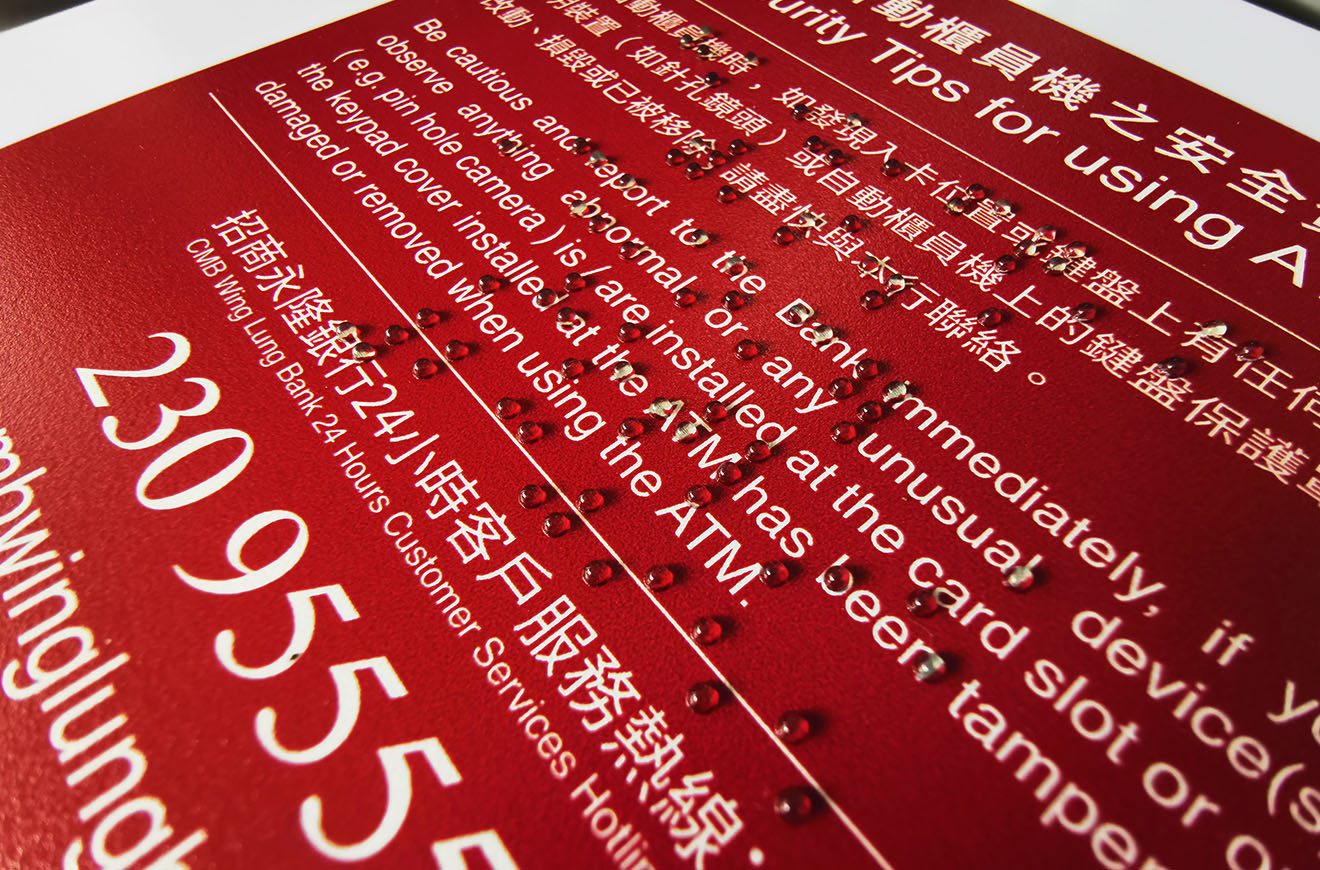 動櫃員機之安全
urity Tips for using A
動櫃員機時，如發現入卡位置或鍵盤上有任何
用裝置（如針孔鏡頭）或自動櫃員機上的鍵盤保護
改動、損毀或已被移除，請盡快與本行聯絡。
Be cautious and report to the Bank immediately, if yo
observe anything abnormal or any unusual device(s
( e.g. pin hole camera ) is / are installed at the card slot or o
the keypad cover installed at the ATM has been tampe
damaged or removed when using the ATM.
招商永隆銀行24小時客戶服務熱線：
CMB Wing Lung Bank 24 Hours Customer Services Hotlin
230 9555
mbwinglungb